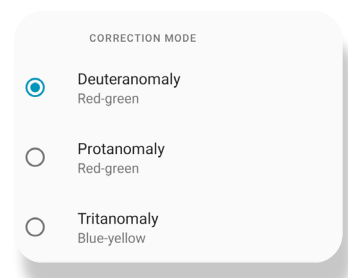 CORRECTION MODE
Deuteranomaly
Red-green
Protanomaly
Red-green
Tritanomaly
Blue-yellow